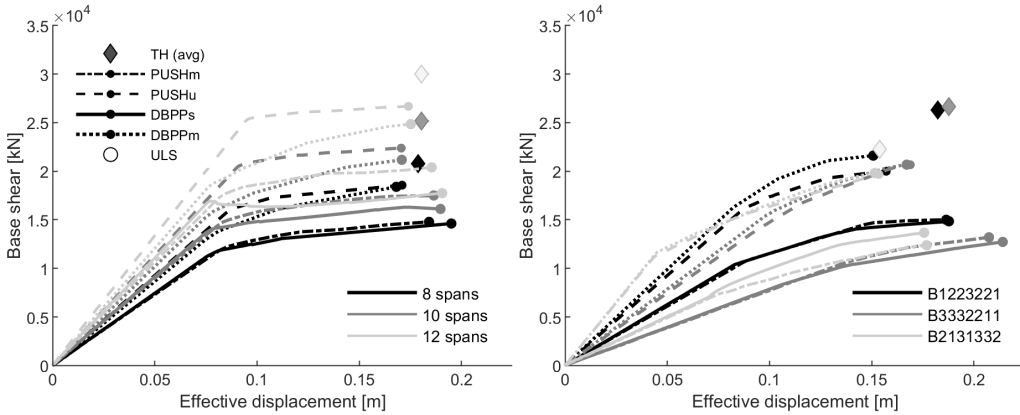 ×10⁴
3.5
3
2.5
2
1.5
1
0.5
0
Base shear [kN]
TH (avg)
PUSHm
PUSHu
DBPPs
DBPPm
ULS
8 spans
10 spans
12 spans
0 0.05 0.1 0.15 0.2
Effective displacement [m]
×10⁴
3.5
3
2.5
2
1.5
1
0.5
0
Base shear [kN]
B1223221
B3332211
B2131332
0 0.05 0.1 0.15 0.2
Effective displacement [m]